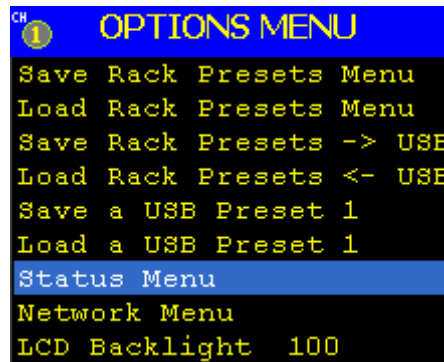 CH
1 OPTIONS MENU
Save Rack Presets Menu
Load Rack Presets Menu
Save Rack Presets -> USB
Load Rack Presets <- USB
Save a USB Preset 1
Load a USB Preset 1
Status Menu
Network Menu
LCD Backlight 100